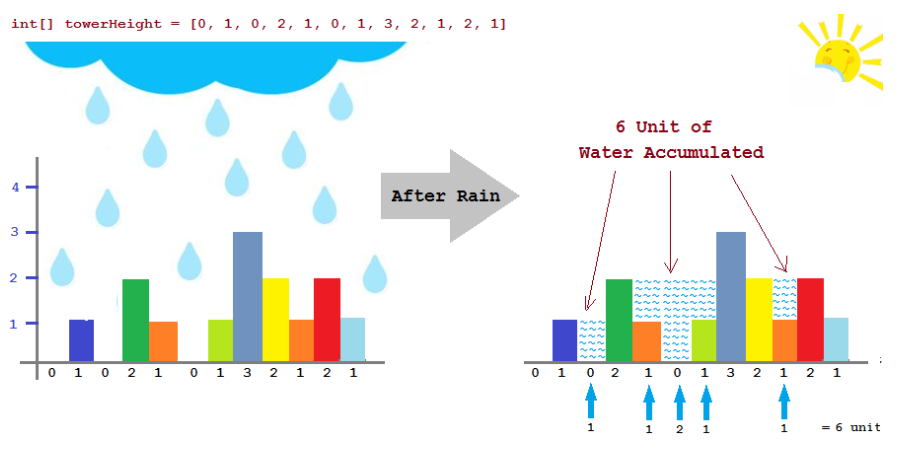 int[] towerHeight = [0, 1, 0, 2, 1, 0, 1, 3, 2, 1, 2, 1]
6 Unit of
Water Accumulated
After Rain
4
3
2
1
0 1 0 2 1 0 1 3 2 1 2 1
0 1 0 2 1 0 1 3 2 1 2 1
1 1 2 1 1 = 6 unit